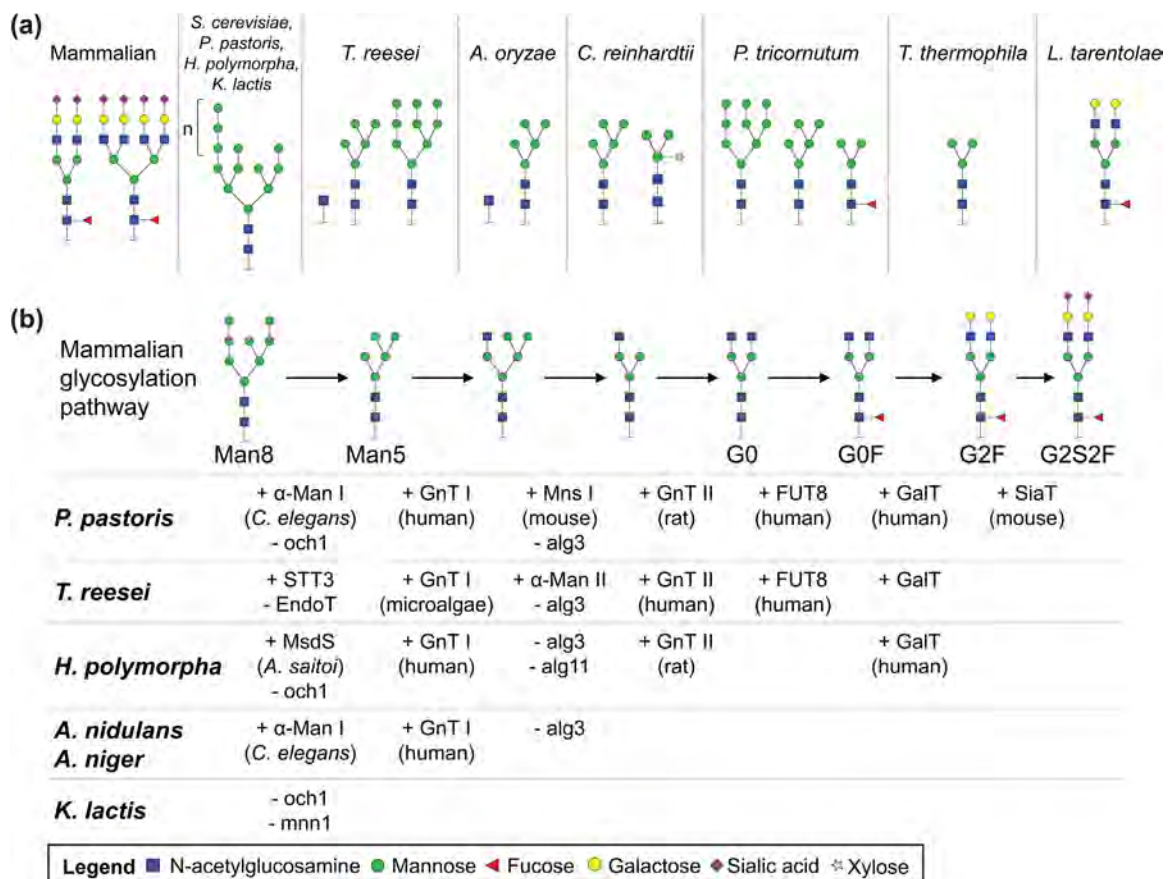 (a)
Mammalian
S. cerevisiae,
P. pastoris,
H. polymorpha,
K. lactis
T. reesei
A. oryzae
C. reinhardtii
P. tricornutum
T. thermophila
L. tarentolae
n
(b)
Mammalian
glycosylation
pathway
Man8
Man5
G0
G0F
G2F
G2S2F
P. pastoris
+ α-Man I
(C. elegans)
- och1
+ GnT I
(human)
+ Mns I
(mouse)
- alg3
+ GnT II
(rat)
+ FUT8
(human)
+ GalT
(human)
+ SiaT
(mouse)
T. reesei
+ STT3
- EndoT
+ GnT I
(microalgae)
+ α-Man II
- alg3
+ GnT II
(human)
+ FUT8
(human)
+ GalT
H. polymorpha
+ MsdS
(A. saitoi)
- och1
+ GnT I
(human)
- alg3
- alg11
+ GnT II
(rat)
+ GalT
(human)
A. nidulans
A. niger
+ α-Man I
(C. elegans)
+ GnT I
(human)
- alg3
K. lactis
- och1
- mnn1
Legend N-acetylglucosamine Mannose Fucose Galactose Sialic acid Xylose